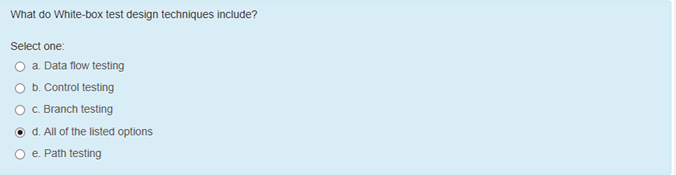 What do White-box test design techniques include?
Select one:
a. Data flow testing
b. Control testing
c. Branch testing
d. All of the listed options
e. Path testing